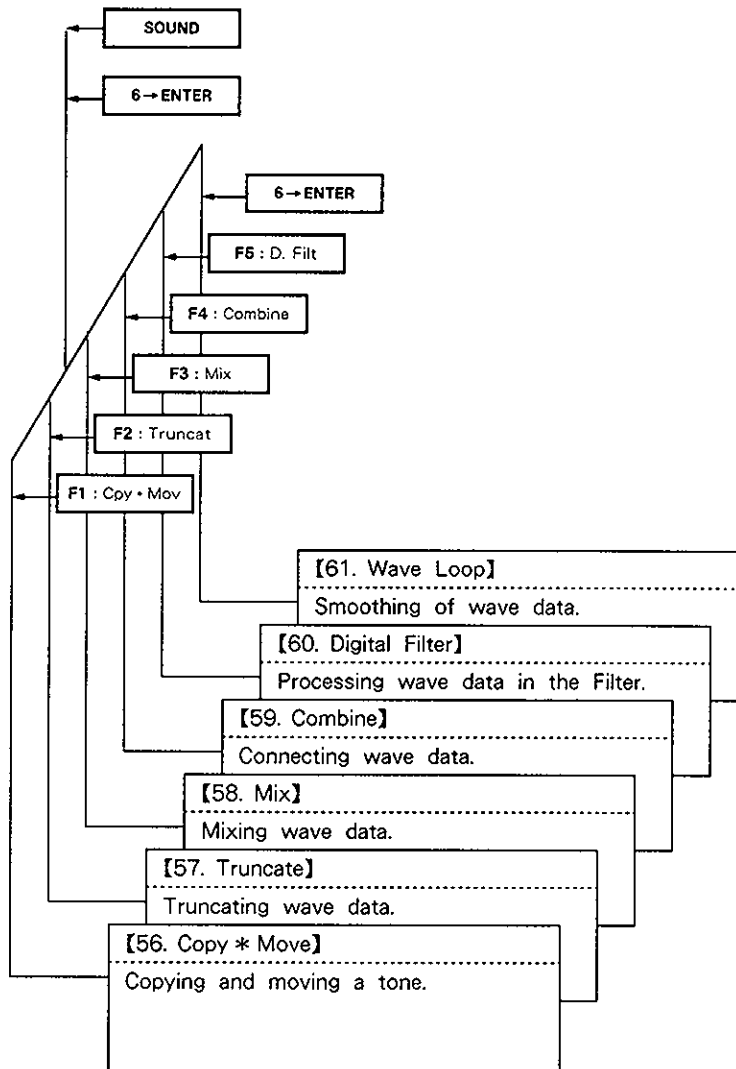 SOUND
6→ENTER
6→ENTER
F5 : D. Filt
F4 : Combine
F3 : Mix
F2 : Truncat
F1 : Cpy • Mov
【61. Wave Loop】
Smoothing of wave data.
【60. Digital Filter】
Processing wave data in the Filter.
【59. Combine】
Connecting wave data.
【58. Mix】
Mixing wave data.
【57. Truncate】
Truncating wave data.
【56. Copy * Move】
Copying and moving a tone.